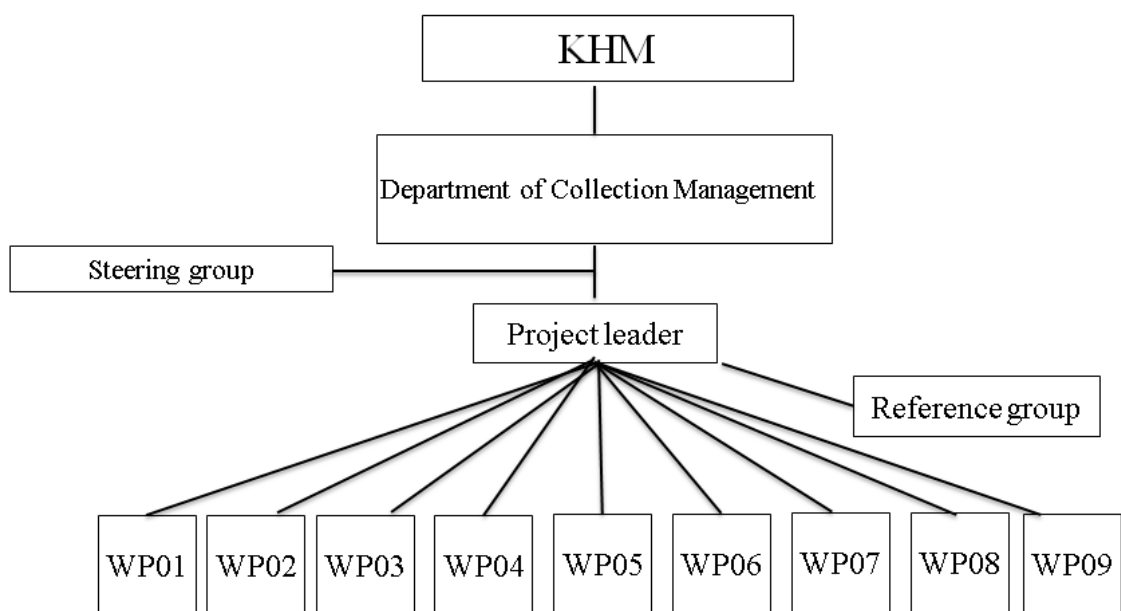 KHM
Department of Collection Management
Steering group
Project leader
Reference group
WP01
WP02
WP03
WP04
WP05
WP06
WP07
WP08
WP09